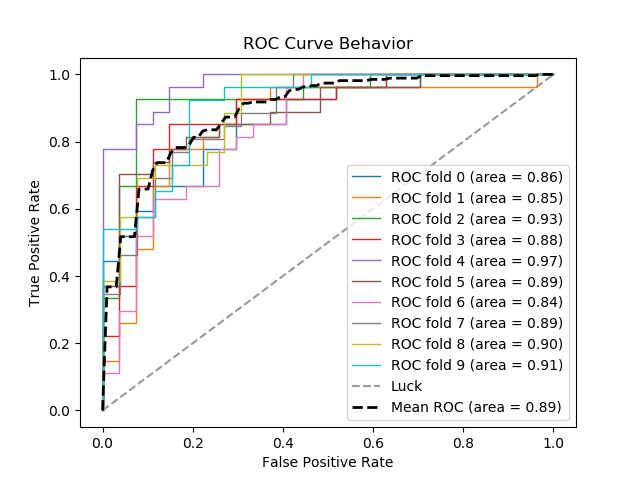 ROC Curve Behavior
True Positive Rate
1.0
0.8
0.6
0.4
0.2
0.0
ROC fold 0 (area = 0.86)
ROC fold 1 (area = 0.85)
ROC fold 2 (area = 0.93)
ROC fold 3 (area = 0.88)
ROC fold 4 (area = 0.97)
ROC fold 5 (area = 0.89)
ROC fold 6 (area = 0.84)
ROC fold 7 (area = 0.89)
ROC fold 8 (area = 0.90)
ROC fold 9 (area = 0.91)
Luck
Mean ROC (area = 0.89)
0.0 0.2 0.4 0.6 0.8 1.0
False Positive Rate